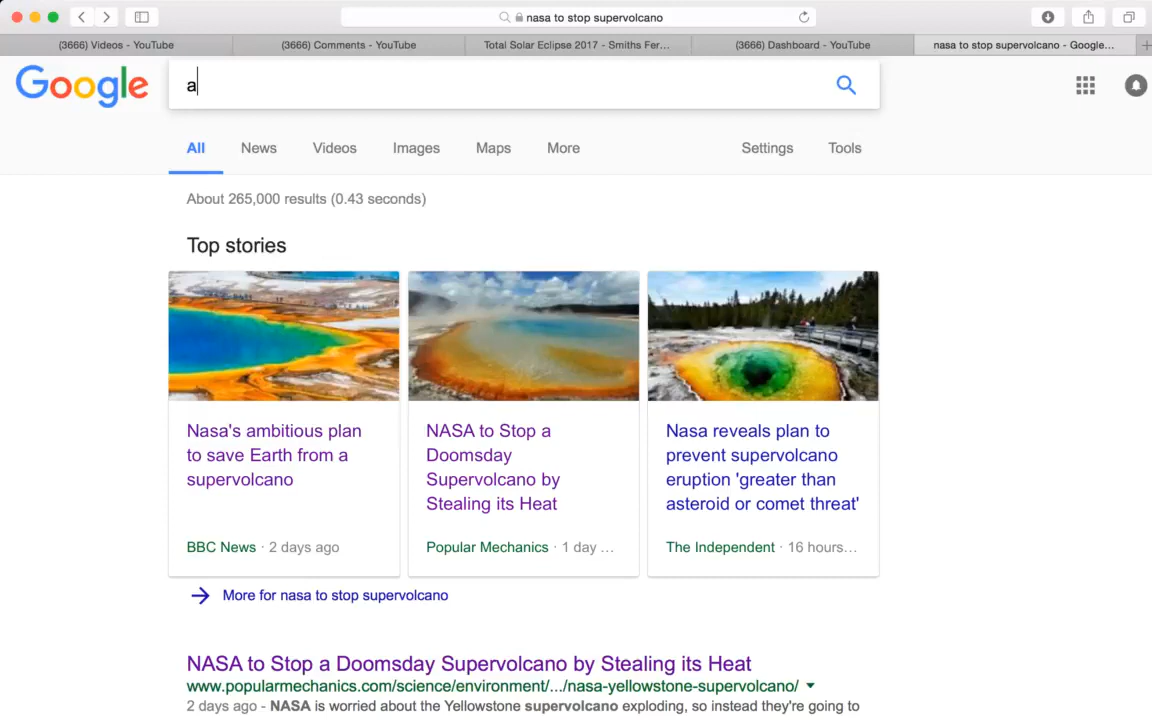 nasa to stop supervolcano
(3666) Videos - YouTube (3666) Comments - YouTube Total Solar Eclipse 2017 - Smiths Fer... (3666) Dashboard - YouTube nasa to stop supervolcano - Google...
Google a
All News Videos Images Maps More Settings Tools
About 265,000 results (0.43 seconds)
Top stories
Nasa's ambitious plan
to save Earth from a
supervolcano
BBC News · 2 days ago
NASA to Stop a
Doomsday
Supervolcano by
Stealing its Heat
Popular Mechanics · 1 day ...
Nasa reveals plan to
prevent supervolcano
eruption 'greater than
asteroid or comet threat'
The Independent · 16 hours...
More for nasa to stop supervolcano
NASA to Stop a Doomsday Supervolcano by Stealing its Heat
www.popularmechanics.com/science/environment/.../nasa-yellowstone-supervolcano/
2 days ago - NASA is worried about the Yellowstone supervolcano exploding, so instead they're going to